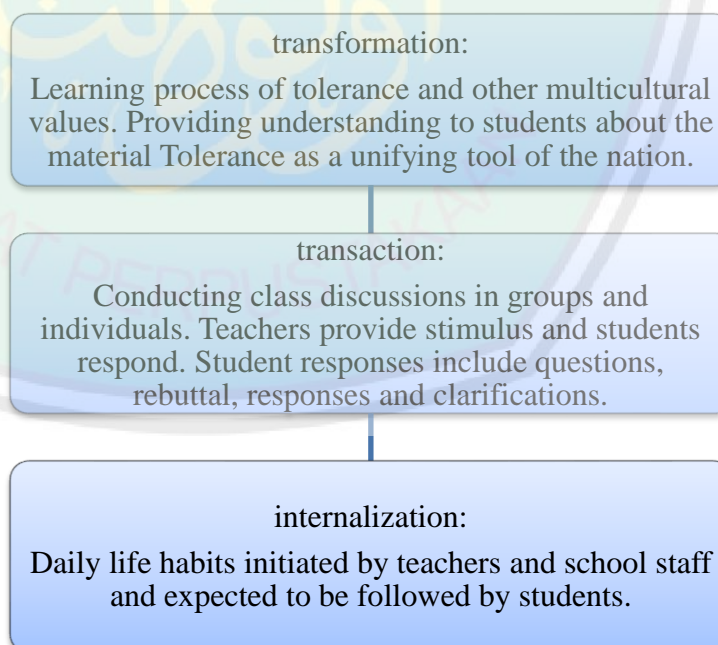 transformation:
Learning process of tolerance and other multicultural
values. Providing understanding to students about the
material Tolerance as a unifying tool of the nation.
transaction:
Conducting class discussions in groups and
individuals. Teachers provide stimulus and students
respond. Student responses include questions,
rebuttal, responses and clarifications.
internalization:
Daily life habits initiated by teachers and school staff
and expected to be followed by students.
AT PERPUSTAKAAN